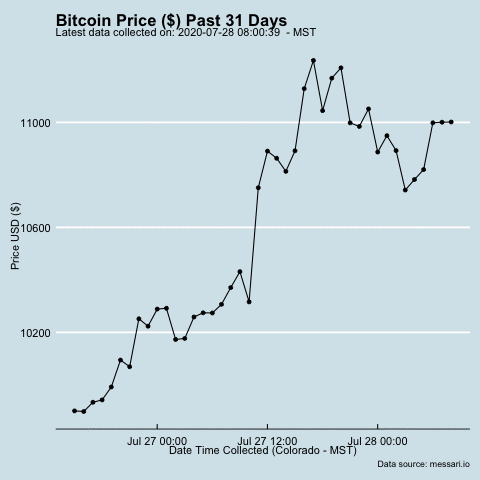 Bitcoin Price ($) Past 31 Days
Latest data collected on: 2020-07-28 08:00:39  - MST
11000
10600
10200
Price USD ($)
Jul 27 00:00 Jul 27 12:00 Jul 28 00:00
Date Time Collected (Colorado - MST)
Data source: messari.io